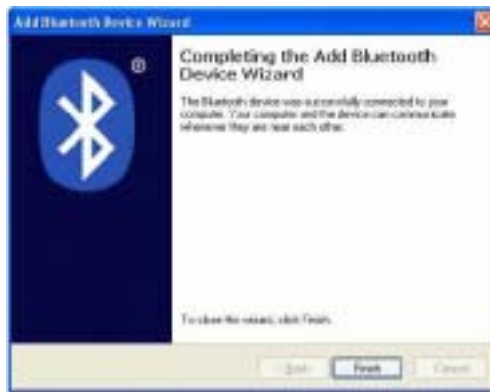 Add Bluetooth Device Wizard
®
Completing the Add Bluetooth
Device Wizard
The Bluetooth device was successfully connected to your
computer. Your computer and the device can communicate
whenever they are near each other.
To close the wizard, click Finish.
< Back
Finish
Cancel